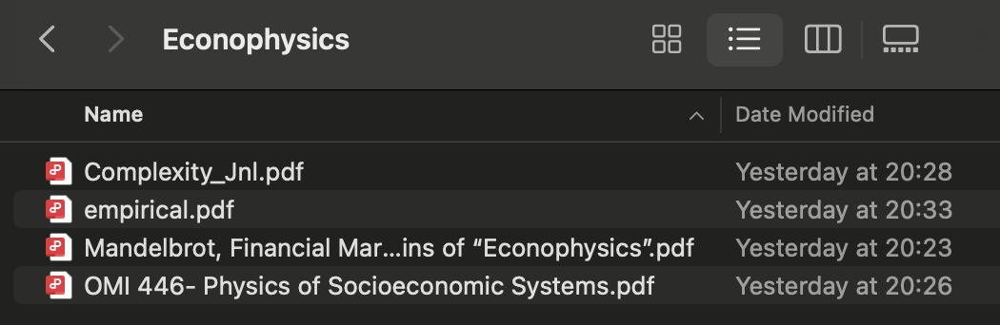 Econophysics
Name Date Modified
Complexity_Jnl.pdf Yesterday at 20:28
empirical.pdf Yesterday at 20:33
Mandelbrot, Financial Mar...ins of “Econophysics”.pdf Yesterday at 20:23
OMI 446- Physics of Socioeconomic Systems.pdf Yesterday at 20:26